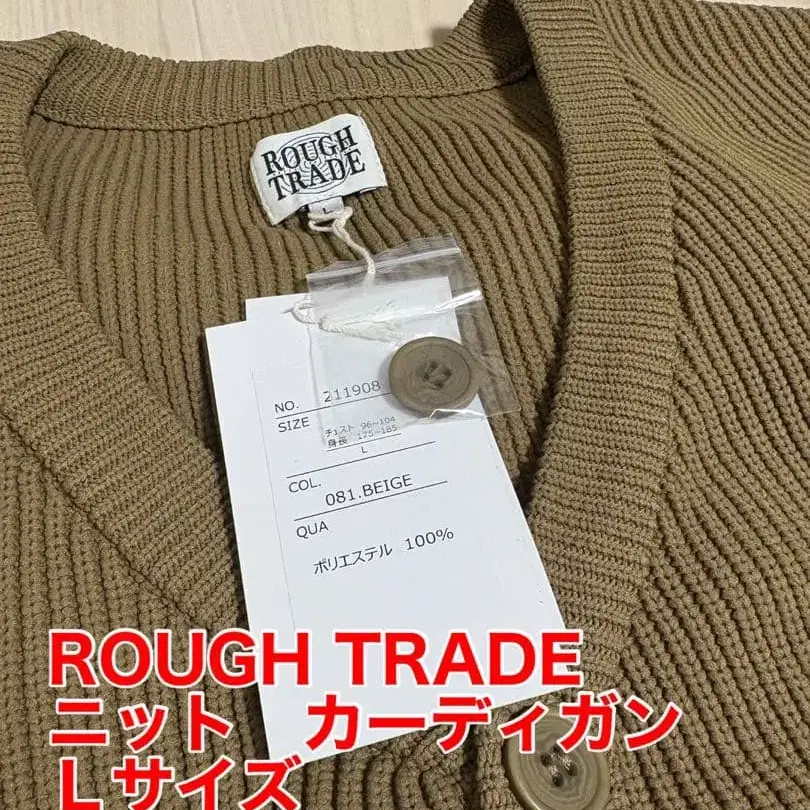 ROUGH
TRADE
L
NO. 211908
SIZE
チェスト 96~104
身長 175~185
L
COL.
081.BEIGE
QUA
ポリエステル 100%
ROUGH TRADE
ニット カーディガン
Lサイズ